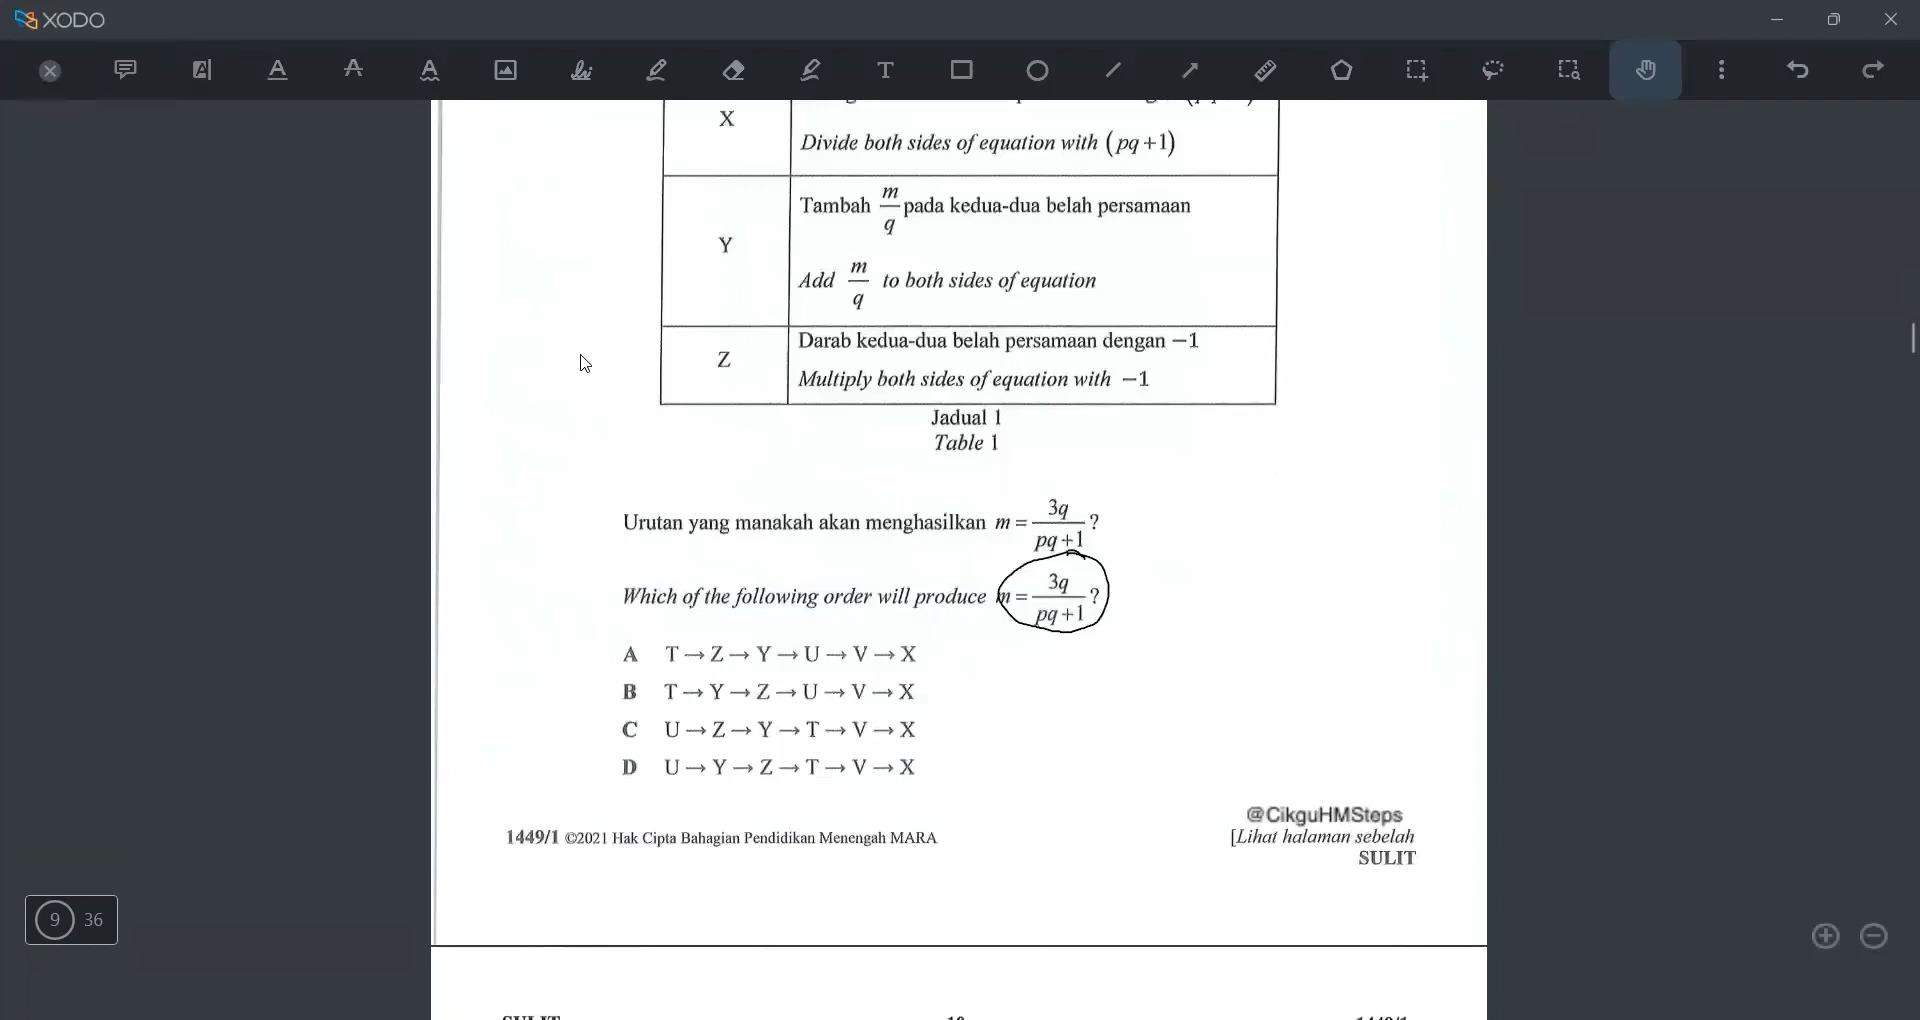 XODO
X
Divide both sides of equation with (pq+1)
Y
Tambah m/q pada kedua-dua belah persamaan
Add m/q to both sides of equation
Z
Darab kedua-dua belah persamaan dengan −1
Multiply both sides of equation with −1
Jadual 1
Table 1
Urutan yang manakah akan menghasilkan m = 3q/(pq+1) ?
Which of the following order will produce m = 3q/(pq+1) ?
A T → Z → Y → U → V → X
B T → Y → Z → U → V → X
C U → Z → Y → T → V → X
D U → Y → Z → T → V → X
@CikguHMSteps
1449/1 ©2021 Hak Cipta Bahagian Pendidikan Menengah MARA
[Lihat halaman sebelah
SULIT
9 36